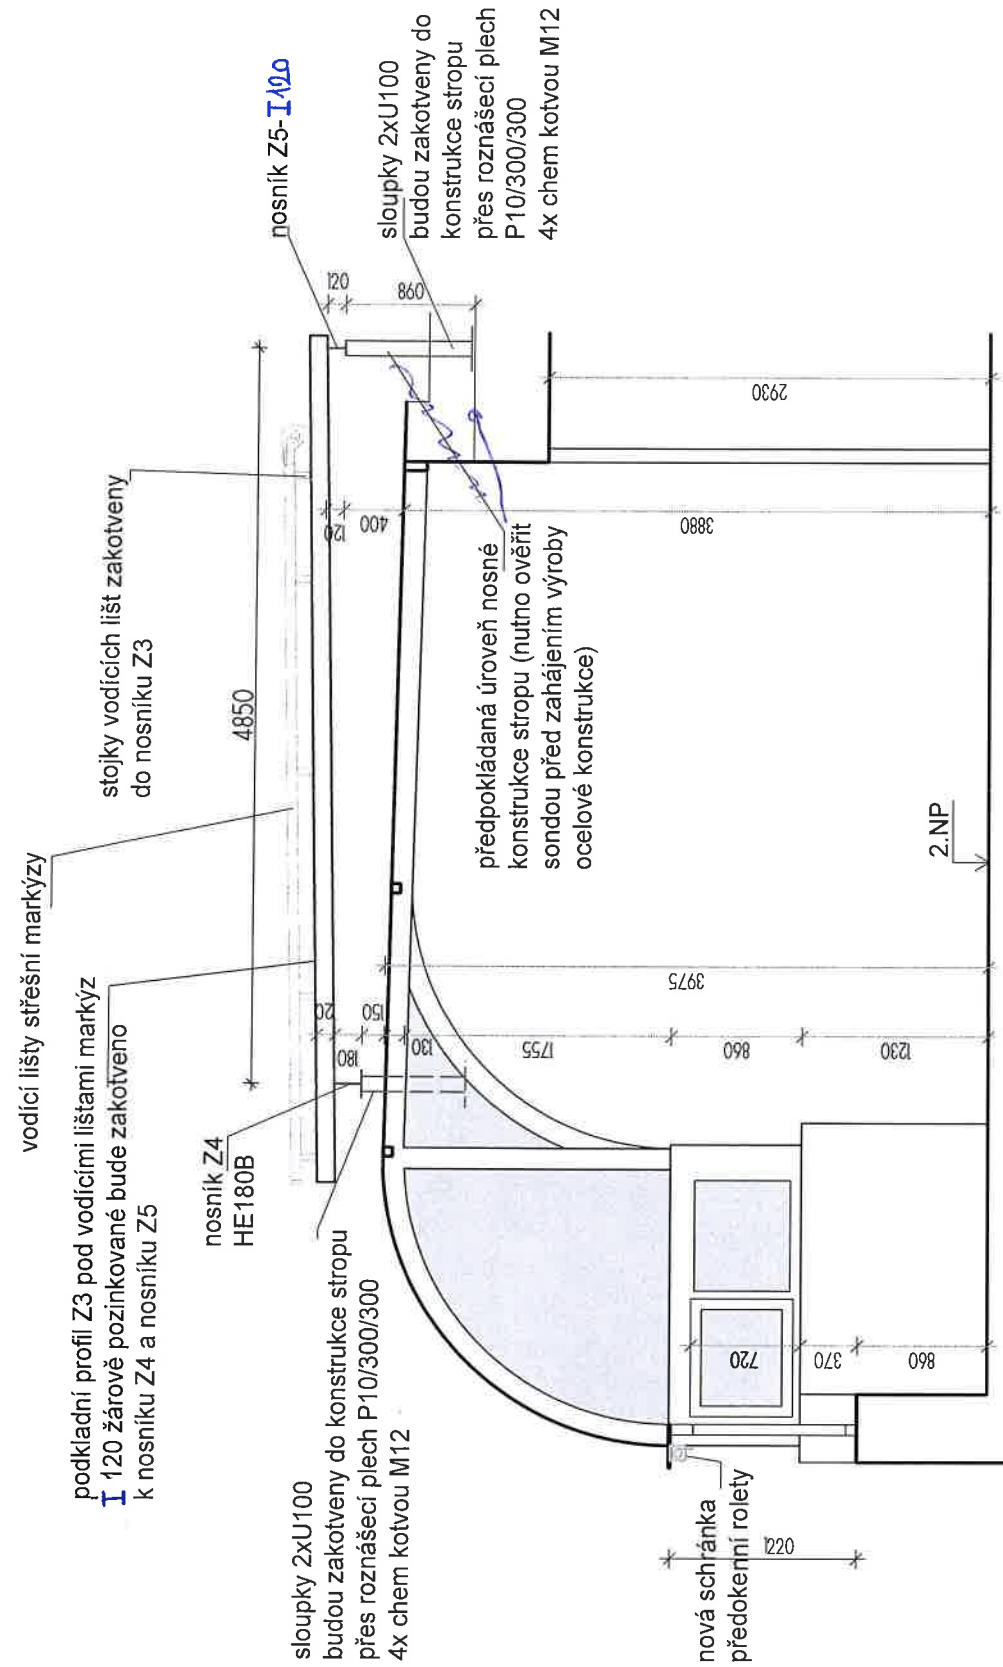 vodící lišty střešní markýzy
podkladní profil Z3 pod vodícími lištami markýz
I 120 žárově pozinkované bude zakotveno
k nosníku Z4 a nosníku Z5
stojky vodících lišt zakotveny
do nosníku Z3
nosník Z5-I120
sloupky 2xU100
budou zakotveny do
konstrukce stropu
přes roznášecí plech
P10/300/300
4x chem kotvou M12
4850
nosník Z4
HE180B
sloupky 2xU100
budou zakotveny do konstrukce stropu
přes roznášecí plech P10/300/300
4x chem kotvou M12
předpokládaná úroveň nosné
konstrukce stropu (nutno ověřit
sondou před zahájením výroby
ocelové konstrukce)
120
860
120
400
3880
2930
120
180
150
130
1755
860
1230
3975
720
370
860
1220
2.NP
nová schránka
předokenní rolety